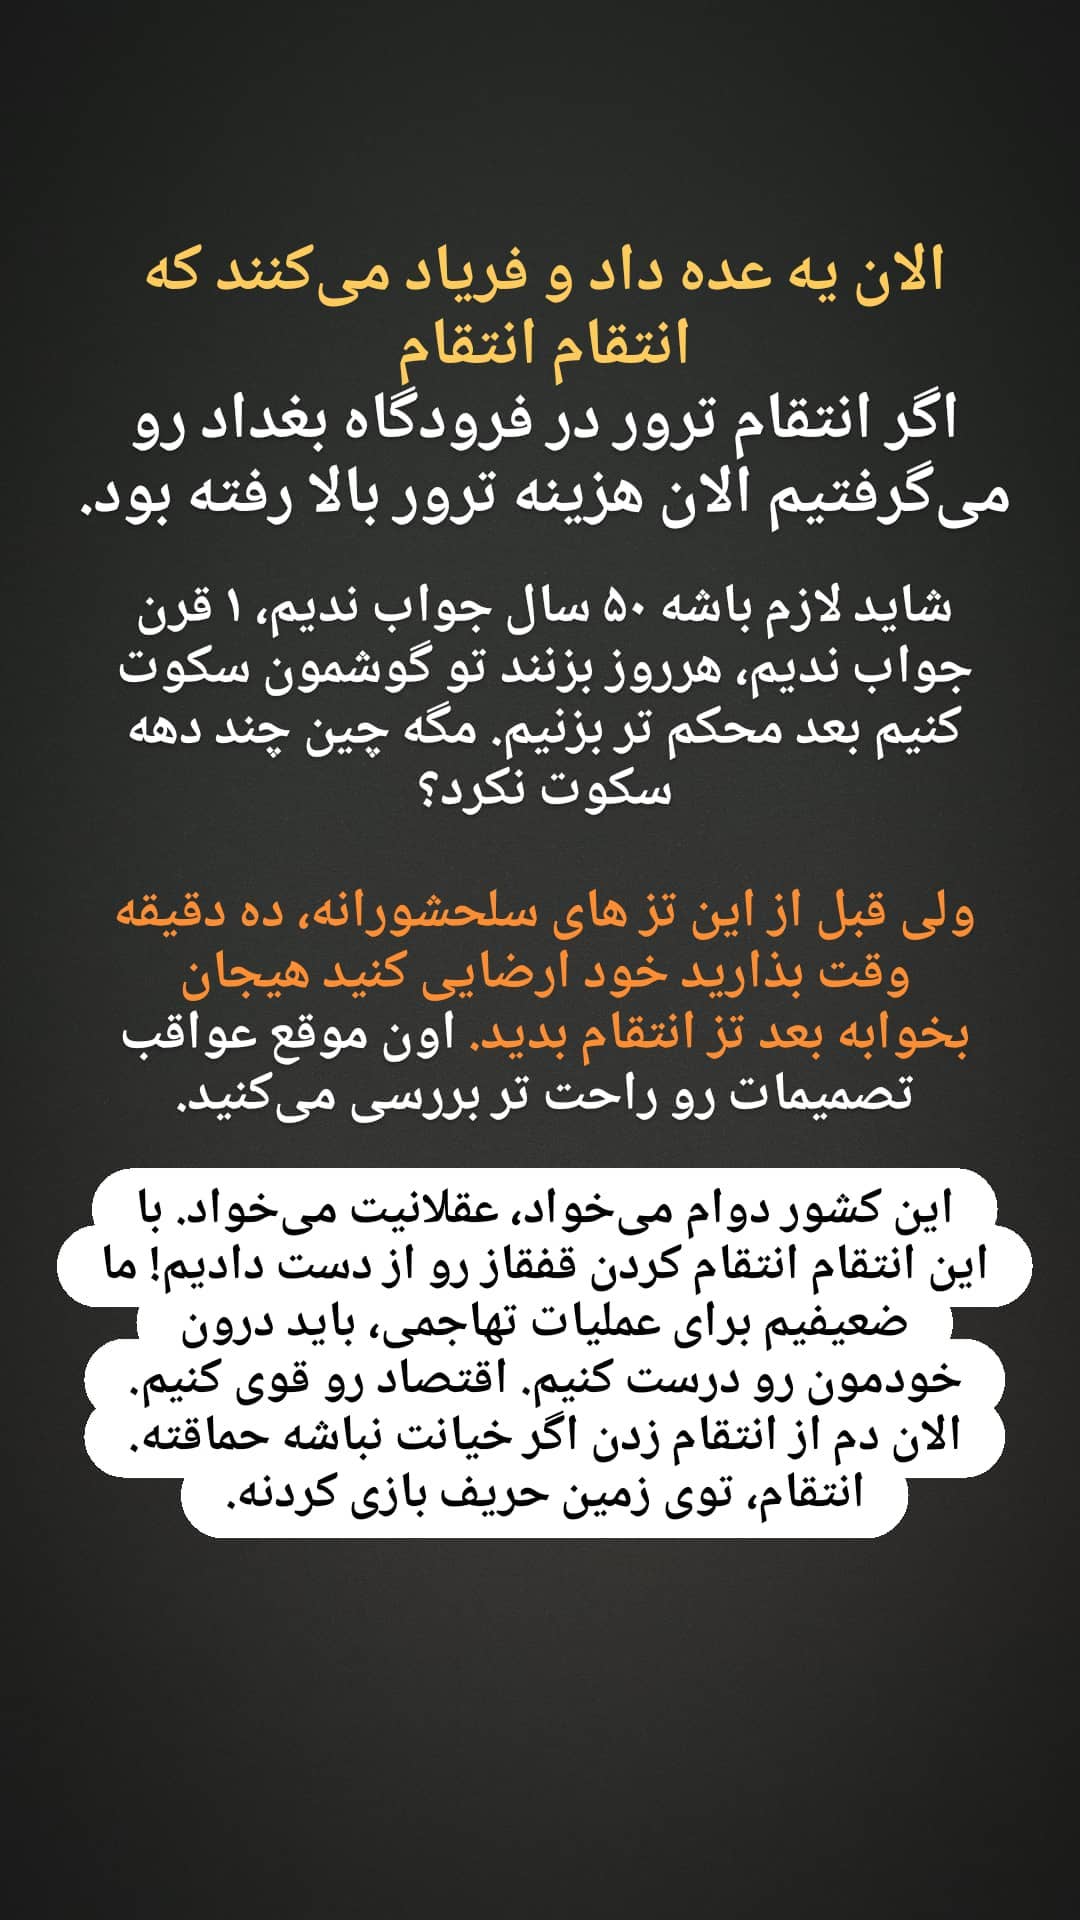 الان یه عده داد و فریاد می‌کنند که
انتقام انتقام
اگر انتقام ترور در فرودگاه بغداد رو
می‌گرفتیم الان هزینه ترور بالا رفته بود.
شاید لازم باشه ۵۰ سال جواب ندیم، ۱ قرن
جواب ندیم، هرروز بزنند تو گوشمون سکوت
کنیم بعد محکم تر بزنیم. مگه چین چند دهه
سکوت نکرد؟
ولی قبل از این تز های سلحشورانه، ده دقیقه
وقت بذارید خود ارضایی کنید هیجان
بخوابه بعد تز انتقام بدید. اون موقع عواقب
تصمیمات رو راحت تر بررسی می‌کنید.
این کشور دوام می‌خواد، عقلانیت می‌خواد. با
این انتقام انتقام کردن قفقاز رو از دست دادیم! ما
ضعیفیم برای عملیات تهاجمی، باید درون
خودمون رو درست کنیم. اقتصاد رو قوی کنیم.
الان دم از انتقام زدن اگر خیانت نباشه حماقته.
انتقام، توی زمین حریف بازی کردنه.